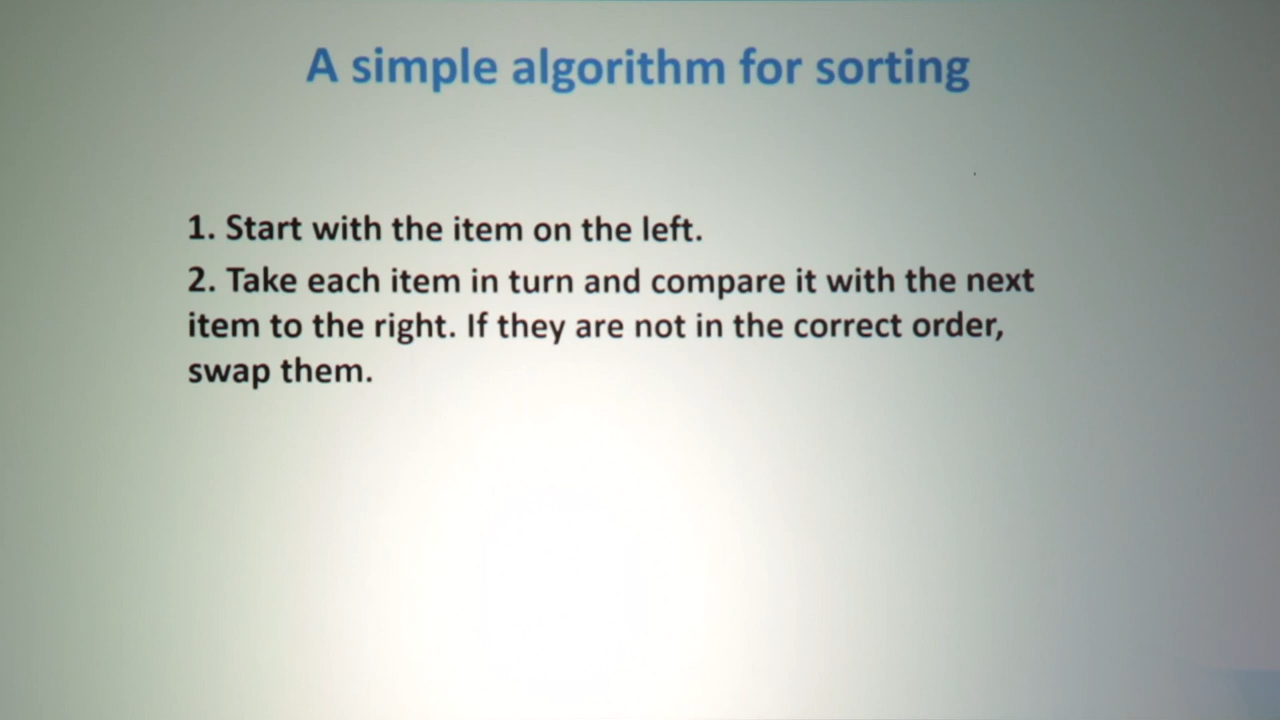 A simple algorithm for sorting
1. Start with the item on the left.
2. Take each item in turn and compare it with the next
item to the right. If they are not in the correct order,
swap them.